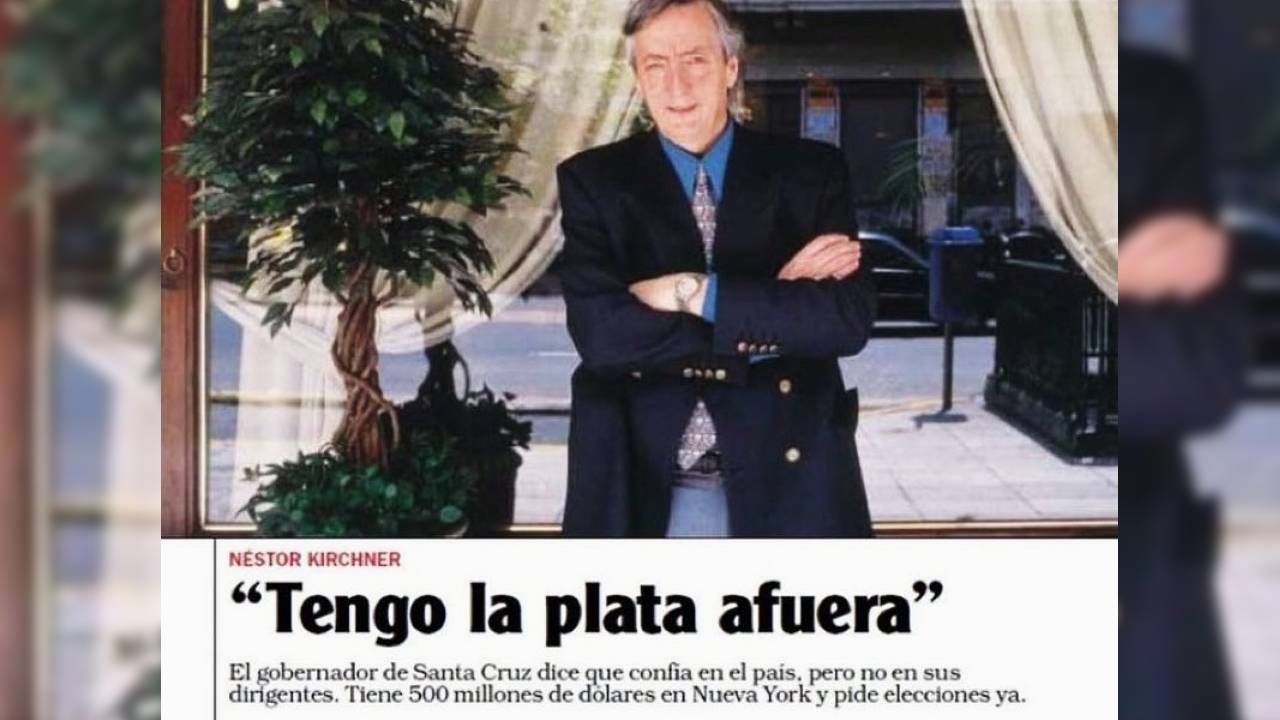 NÉSTOR KIRCHNER
“Tengo la plata afuera”
El gobernador de Santa Cruz dice que confía en el país, pero no en sus
dirigentes. Tiene 500 millones de dólares en Nueva York y pide elecciones ya.